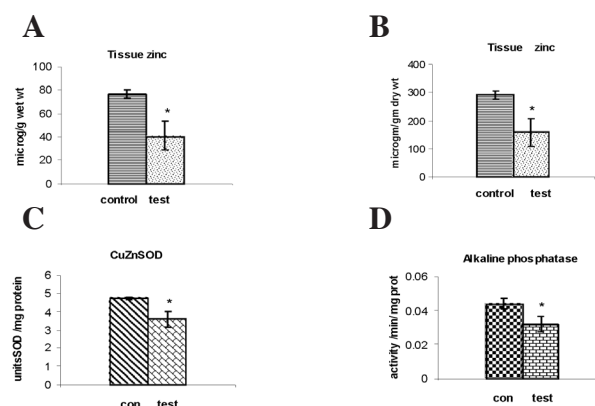 A
Tissue zinc
microg/g wet wt
100
80
60
40
20
0
*
control test
B
Tissue zinc
microgm/gm dry wt
400
300
200
100
0
*
control test
C
CuZnSOD
unitsSOD /mg protein
6
5
4
3
2
1
0
*
con test
D
Alkaline phosphatase
activity /min/ mg prot
0.06
0.04
0.02
0
*
con test